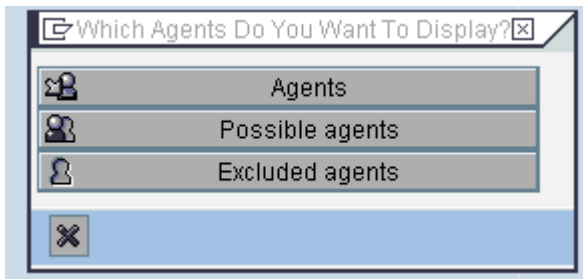 Which Agents Do You Want To Display?
Agents
Possible agents
Excluded agents